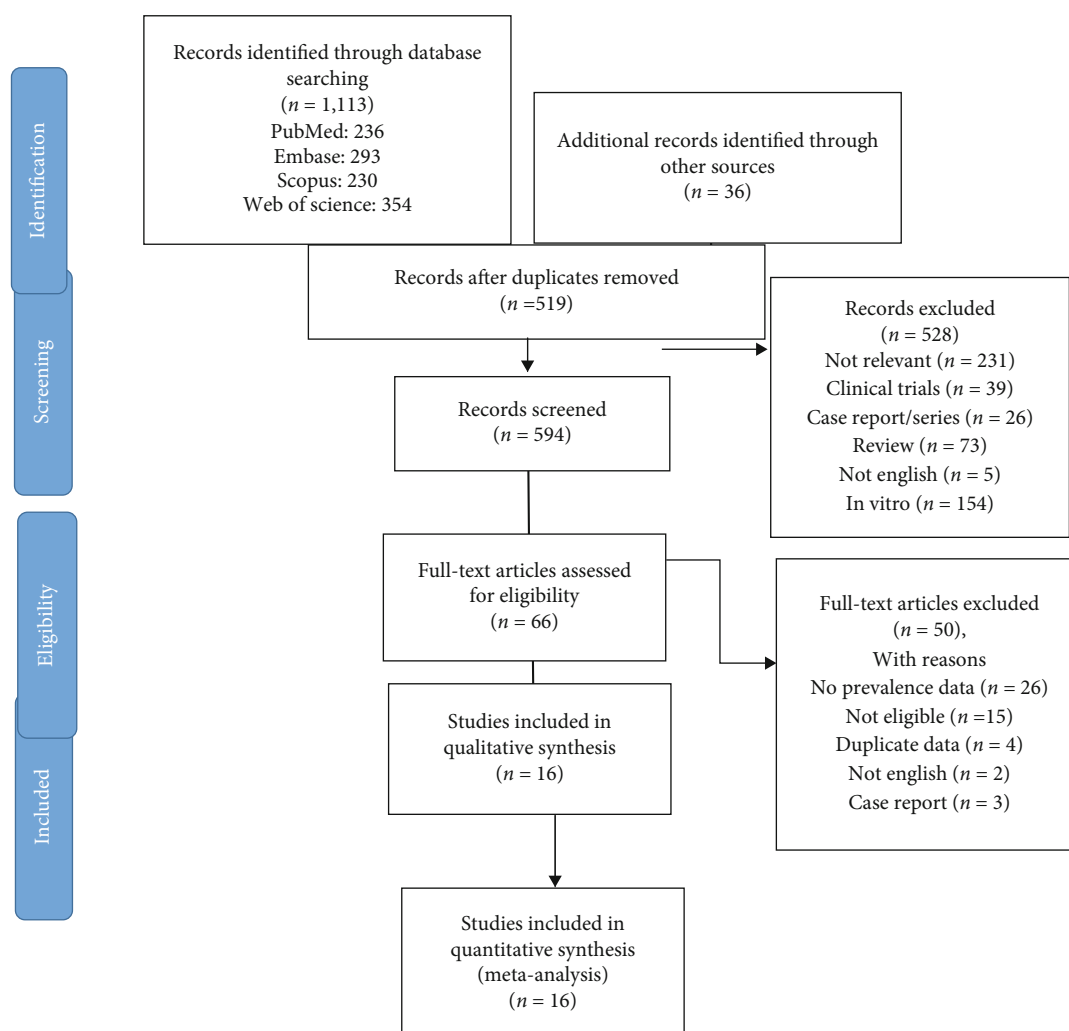 Identification
Screening
Eligibility
Included
Records identified through database
searching
(n = 1,113)
PubMed: 236
Embase: 293
Scopus: 230
Web of science: 354
Additional records identified through
other sources
(n = 36)
Records after duplicates removed
(n =519)
Records excluded
(n = 528)
Not relevant (n = 231)
Clinical trials (n = 39)
Case report/series (n = 26)
Review (n = 73)
Not english (n = 5)
In vitro (n = 154)
Records screened
(n = 594)
Full-text articles assessed
for eligibility
(n = 66)
Full-text articles excluded
(n = 50),
With reasons
No prevalence data (n = 26)
Not eligible (n =15)
Duplicate data (n = 4)
Not english (n = 2)
Case report (n = 3)
Studies included in
qualitative synthesis
(n = 16)
Studies included in
quantitative synthesis
(meta-analysis)
(n = 16)